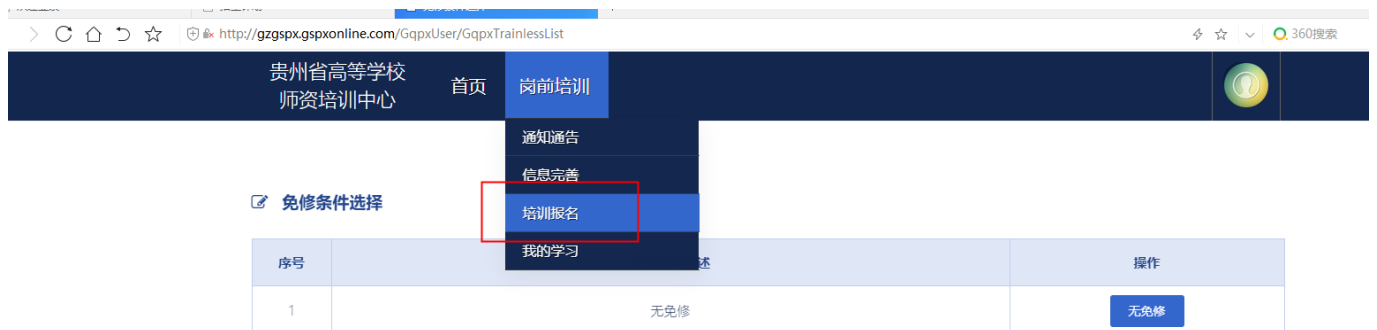 http://gzgspx.gspxonline.com/GqpxUser/GqpxTrainlessList
360搜索
贵州省高等学校
师资培训中心
首页
岗前培训
通知通告
信息完善
培训报名
我的学习
免修条件选择
序号
述
操作
1
无免修
无免修